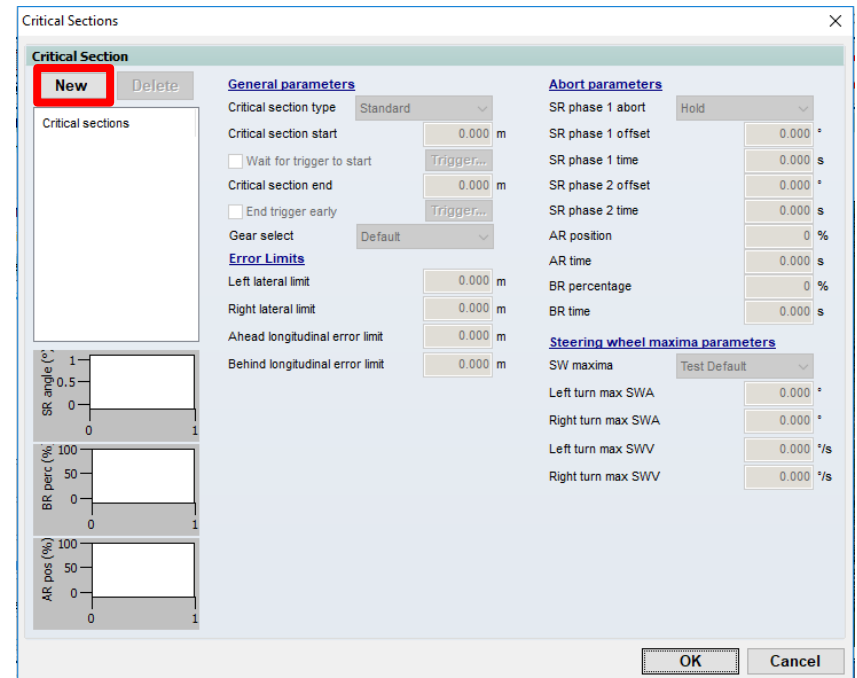 Critical Sections
Critical Section
New Delete
Critical sections
General parameters
Critical section type Standard
Critical section start 0.000 m
Wait for trigger to start Trigger...
Critical section end 0.000 m
End trigger early Trigger...
Gear select Default
Error Limits
Left lateral limit 0.000 m
Right lateral limit 0.000 m
Ahead longitudinal error limit 0.000 m
Behind longitudinal error limit 0.000 m
Abort parameters
SR phase 1 abort Hold
SR phase 1 offset 0.000 °
SR phase 1 time 0.000 s
SR phase 2 offset 0.000 °
SR phase 2 time 0.000 s
AR position 0 %
AR time 0.000 s
BR percentage 0 %
BR time 0.000 s
Steering wheel maxima parameters
SW maxima Test Default
Left turn max SWA 0.000 °
Right turn max SWA 0.000 °
Left turn max SWV 0.000 °/s
Right turn max SWV 0.000 °/s
SR angle (°)
1
0.5
0
0 1
BR perc (%)
100
50
0
0 1
AR pos (%)
100
50
0
0 1
OK Cancel